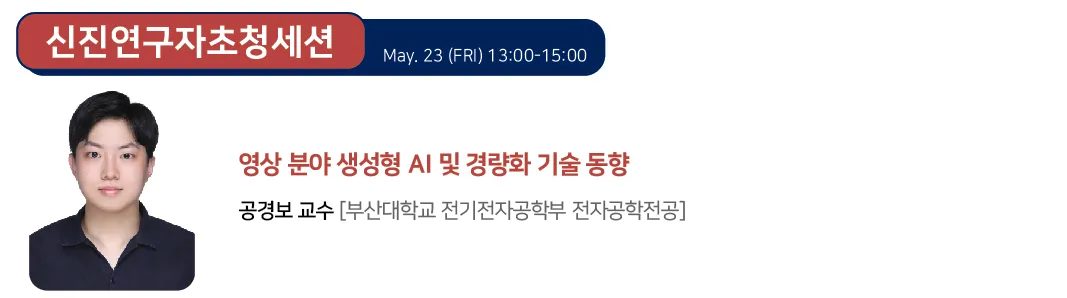 신진연구자초청세션
May. 23 (FRI) 13:00-15:00
영상 분야 생성형 AI 및 경량화 기술 동향
공경보 교수 [부산대학교 전기전자공학부 전자공학전공]